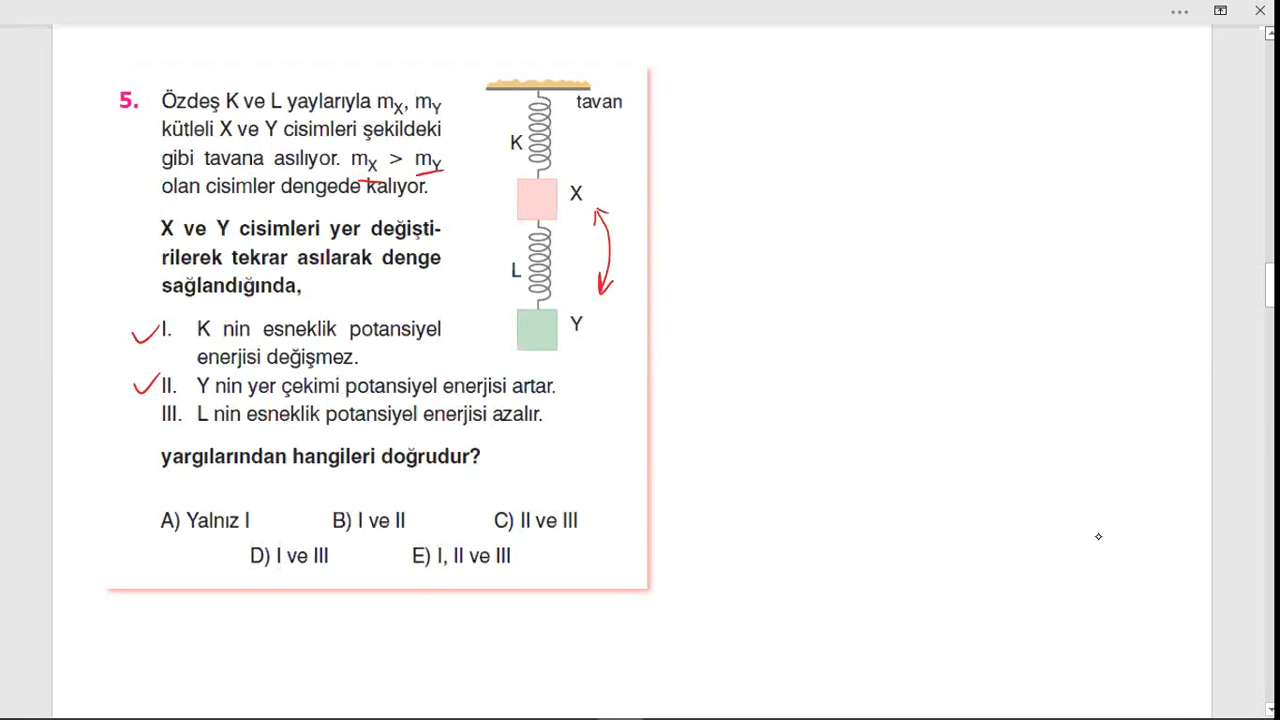 5. Özdeş K ve L yaylarıyla mX, mY
kütleli X ve Y cisimleri şekildeki
gibi tavana asılıyor. mX > mY
olan cisimler dengede kalıyor.
X ve Y cisimleri yer değişti-
rilerek tekrar asılarak denge
sağlandığında,
I. K nin esneklik potansiyel
enerjisi değişmez.
II. Y nin yer çekimi potansiyel enerjisi artar.
III. L nin esneklik potansiyel enerjisi azalır.
yargılarından hangileri doğrudur?
A) Yalnız I B) I ve II C) II ve III
D) I ve III E) I, II ve III
tavan
K
X
L
Y